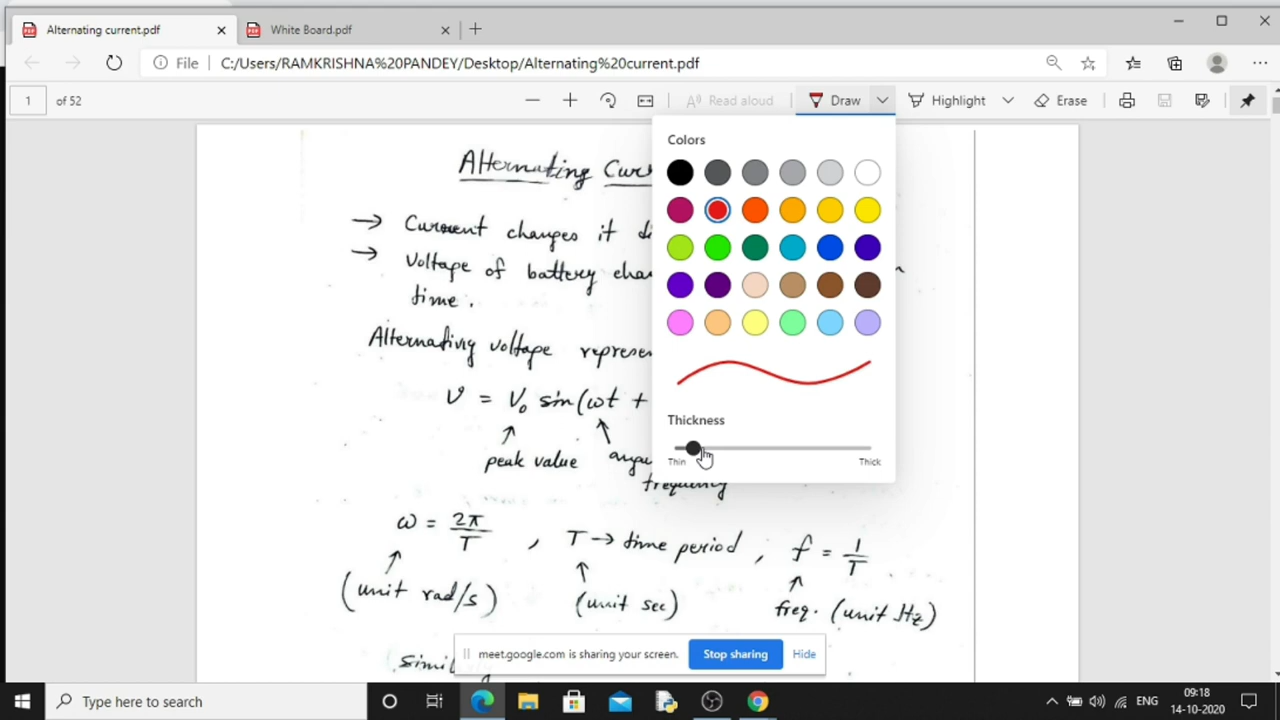 Alternating current.pdf
White Board.pdf
File
C:/Users/RAMKRISHNA%20PANDEY/Desktop/Alternating%20current.pdf
1 of 52
Read aloud
Draw
Highlight
Erase
Colors
Alternating Curr
→ Current changes it di
→ Voltage of battery cha
time.
Alternating voltage represen
V = V₀ sin(ωt +
peak value
angu
frequency
Thickness
Thin
Thick
ω = 2π/T , T → time period , f = 1/T
(unit rad/s)
(unit sec)
freq. (unit Hz)
meet.google.com is sharing your screen.
Stop sharing
Hide
Type here to search
ENG
09:18
14-10-2020